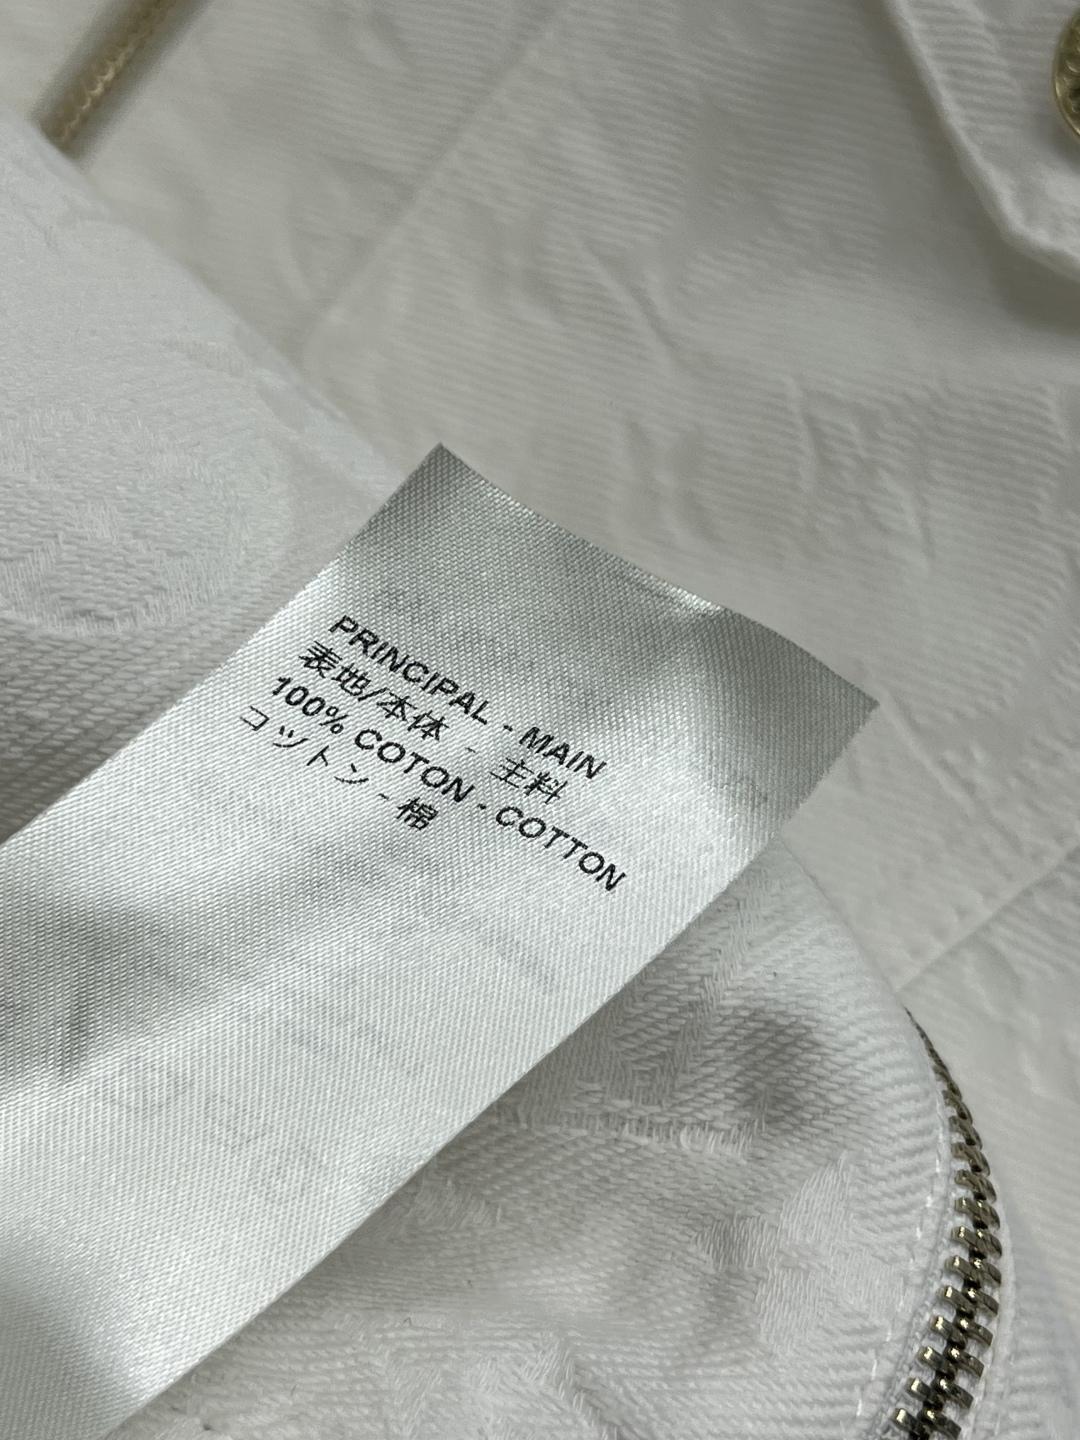 PRINCIPAL - MAIN
表地/本体 - 主料
100% COTON - COTTON
コットン - 棉